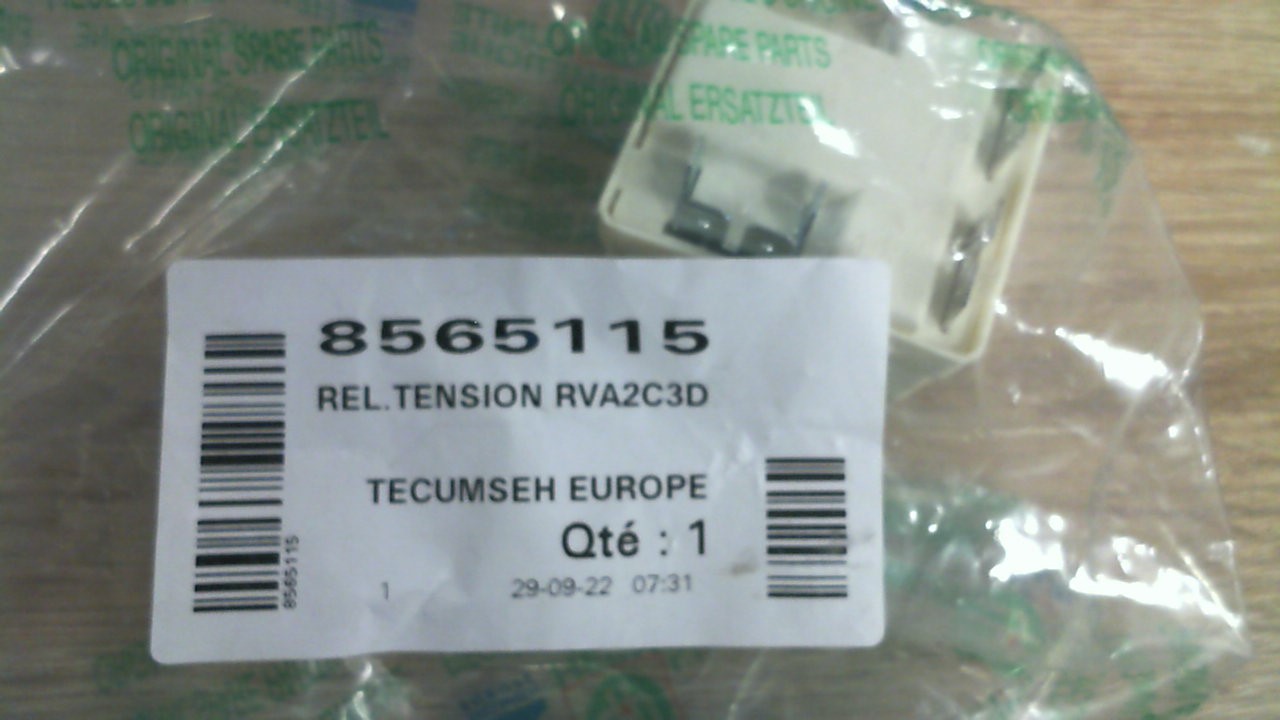 ORIGINAL SPARE PARTS
ORIGINAL ERSATZTEIL
SPARE PARTS
ORIGINAL ERSATZTEIL
8565115
REL.TENSION RVA2C3D
TECUMSEH EUROPE
Qté : 1
1 29-09-22 07:31
8565115